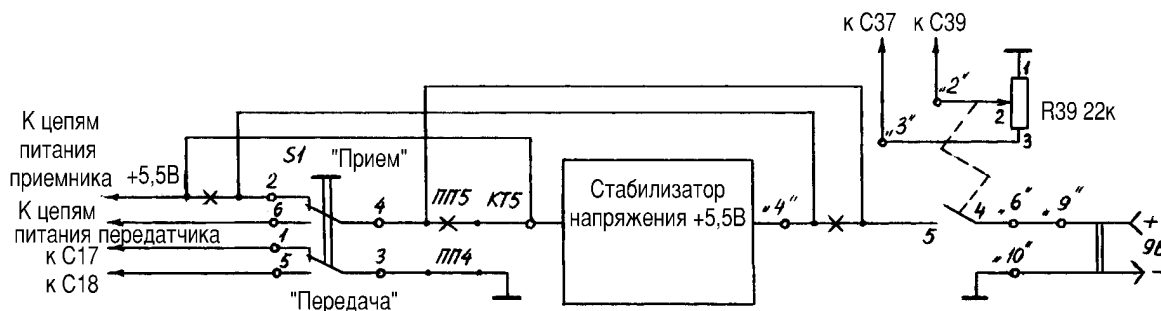 к С37
к С39
1
„2"
2
R39 22к
„3"
3
К цепям
питания
приемника
+5,5В
S1
"Прием"
2
6
4
ПП5
КТ5
Стабилизатор
напряжения +5,5В
„4"
5
4
„6"
„9"
+
9В
−
К цепям
питания передатчика
1
к С17
5
3
ПП4
„10"
к С18
"Передача"